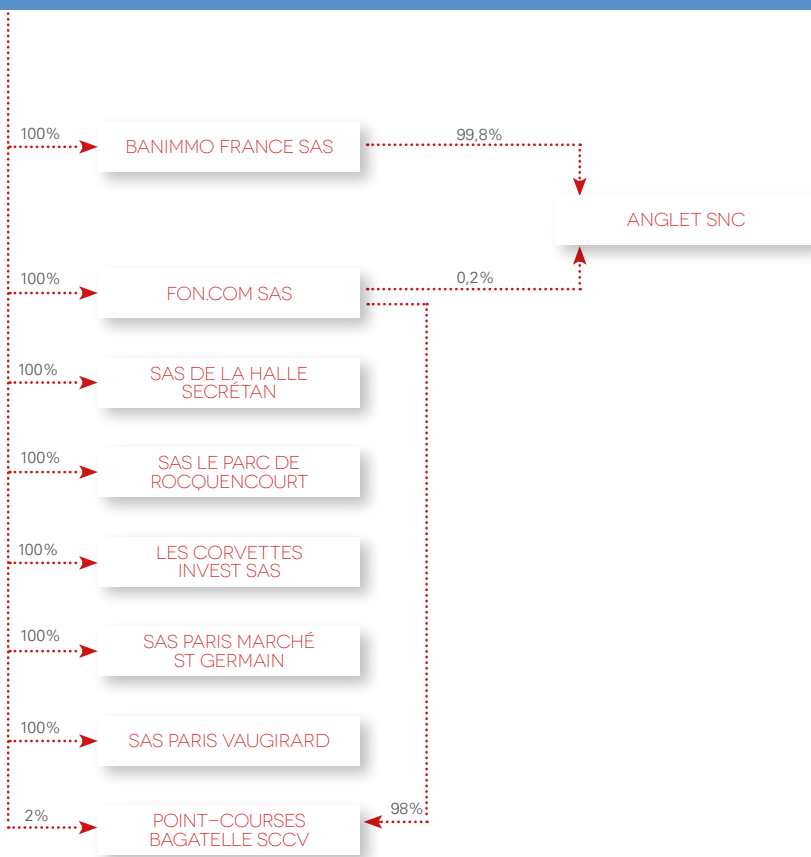 100%
BANIMMO FRANCE SAS
99,8%
ANGLET SNC
100%
FON.COM SAS
0,2%
100%
SAS DE LA HALLE
SECRÉTAN
100%
SAS LE PARC DE
ROCQUENCOURT
100%
LES CORVETTES
INVEST SAS
100%
SAS PARIS MARCHÉ
ST GERMAIN
100%
SAS PARIS VAUGIRARD
2%
POINT-COURSES
BAGATELLE SCCV
98%